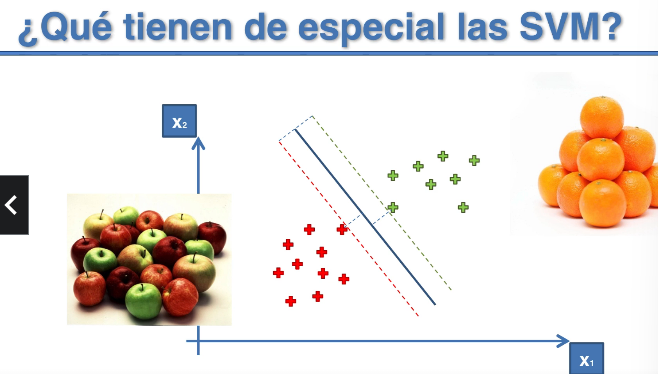 ¿Qué tienen de especial las SVM?
X₂
X₁